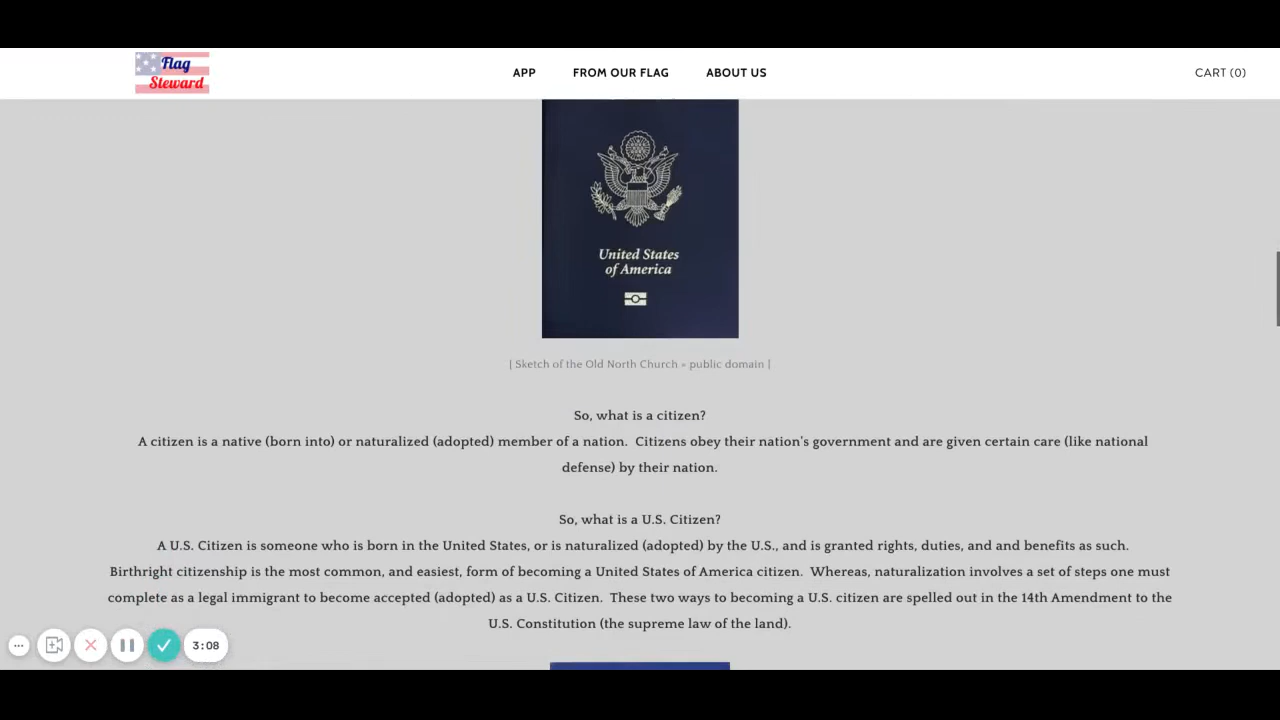 Flag
Steward
APP
FROM OUR FLAG
ABOUT US
CART (0)
United States
of America
| Sketch of the Old North Church » public domain |
So, what is a citizen?
A citizen is a native (born into) or naturalized (adopted) member of a nation.  Citizens obey their nation's government and are given certain care (like national
defense) by their nation.
So, what is a U.S. Citizen?
A U.S. Citizen is someone who is born in the United States, or is naturalized (adopted) by the U.S., and is granted rights, duties, and and benefits as such.
Birthright citizenship is the most common, and easiest, form of becoming a United States of America citizen.  Whereas, naturalization involves a set of steps one must
complete as a legal immigrant to become accepted (adopted) as a U.S. Citizen.  These two ways to becoming a U.S. citizen are spelled out in the 14th Amendment to the
U.S. Constitution (the supreme law of the land).
3:08